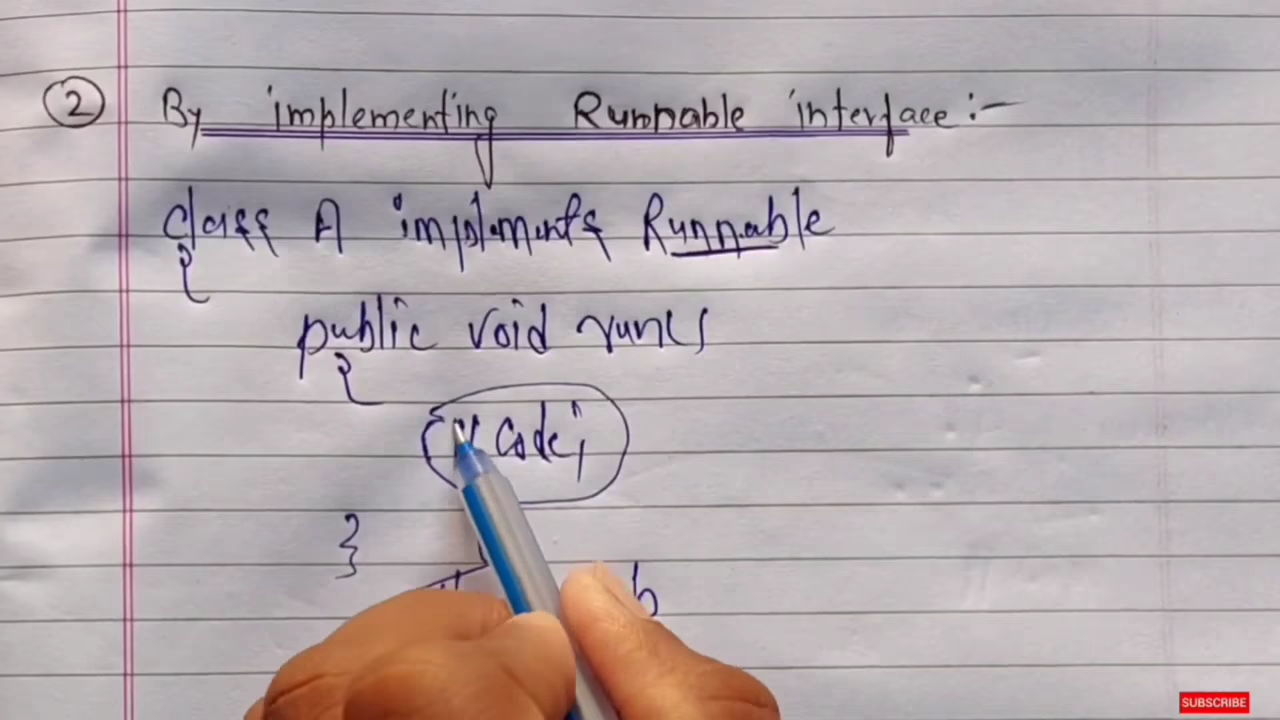 2 By implementing Runnable interface :-
class A implements Runnable
{
public void run()
{
" code;
}
b
SUBSCRIBE